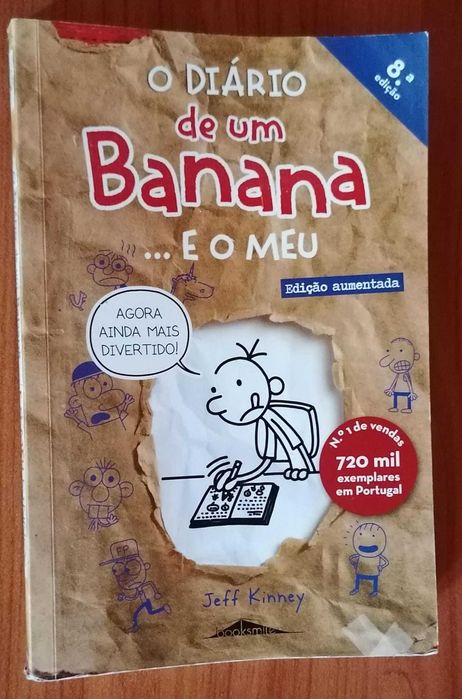 O DIÁRIO
de um
Banana
... E O MEU
8.ª
edição
Edição aumentada
AGORA
AINDA MAIS
DIVERTIDO!
N.º 1 de vendas
720 mil
exemplares
em Portugal
FP
Jeff Kinney
booksmile